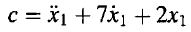 c = ẍ₁ + 7ẋ₁ + 2x₁